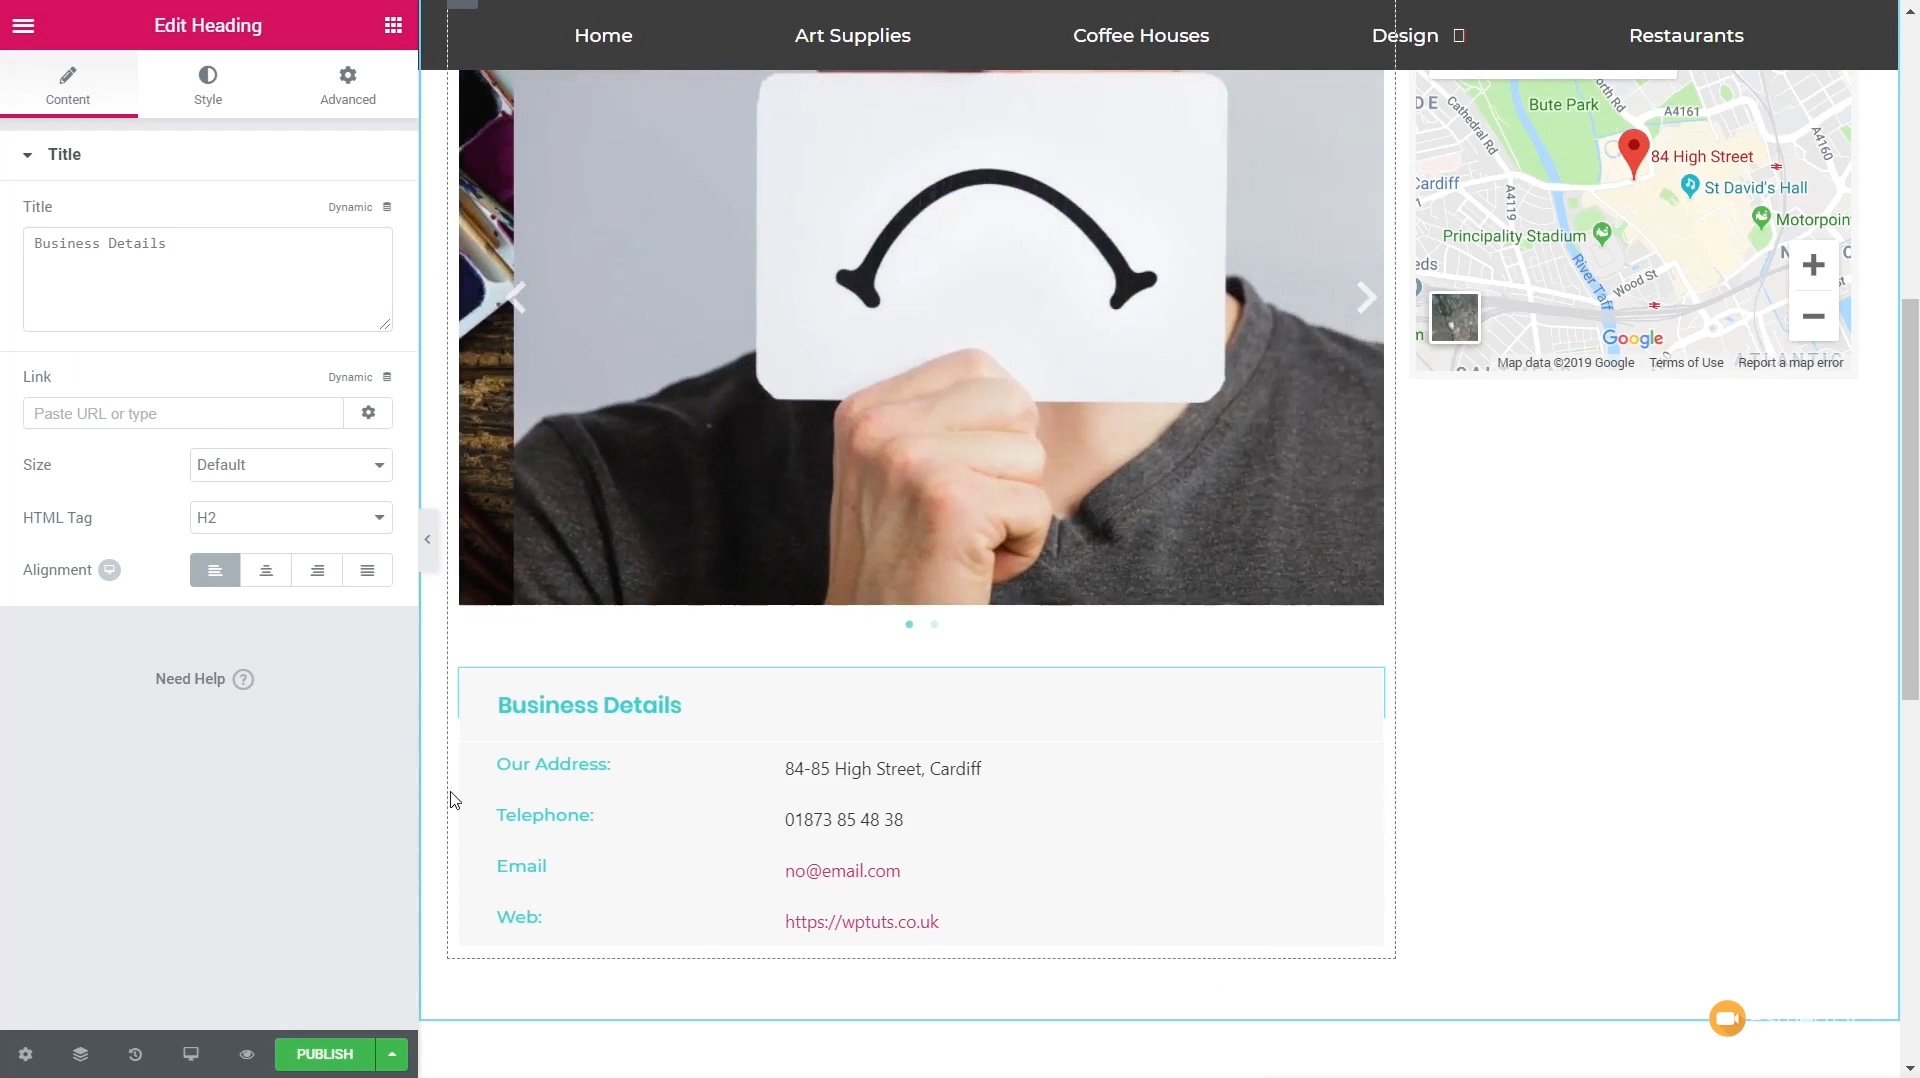 Edit Heading
Home
Art Supplies
Coffee Houses
Design
Restaurants
Content
Style
Advanced
Title
Title
Dynamic
Business Details
Link
Dynamic
Paste URL or type
Size
Default
HTML Tag
H2
Alignment
Need Help ?
PUBLISH
DE
Cathedral Rd
Bute Park
orth Rd
A4161
A4160
84 High Street
Cardiff
A4119
St David's Hall
Motorpoin
Principality Stadium
eds
River Taff
Wood St
st
Google
Map data ©2019 Google
Terms of Use
Report a map error
Business Details
Our Address:
84-85 High Street, Cardiff
Telephone:
01873 85 48 38
Email
no@email.com
Web:
https://wptuts.co.uk